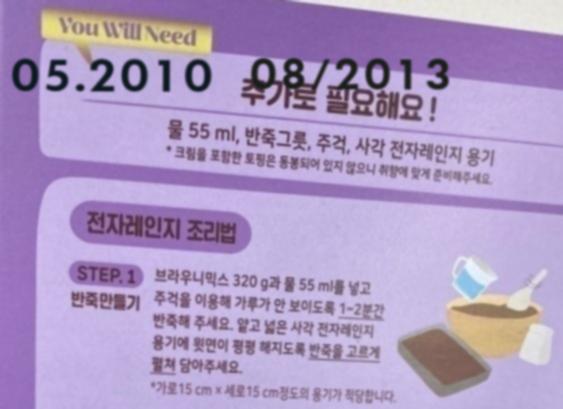 You Will Need
05.2010 08/2013
추가로 필요해요!
물 55 ml, 반죽그릇, 주걱, 사각 전자레인지 용기
* 크림을 포함한 토핑은 동봉되어 있지 않으니 취향에 맞게 준비해주세요.
전자레인지 조리법
STEP. 1
반죽만들기
브라우니믹스 320 g과 물 55 ml를 넣고
주걱을 이용해 가루가 안 보이도록 1~2분간
반죽해 주세요. 얇고 넓은 사각 전자레인지
용기에 윗면이 평평 해지도록 반죽을 고르게
펼쳐 담아주세요.
*가로15 cm × 세로15 cm정도의 용기가 적당합니다.